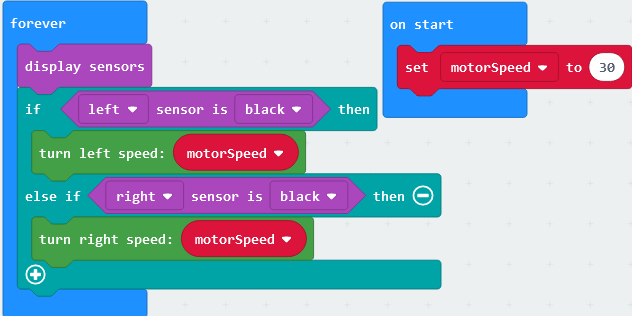 forever
display sensors
if left sensor is black then
turn left speed: motorSpeed
else if right sensor is black then
turn right speed: motorSpeed
on start
set motorSpeed to 30